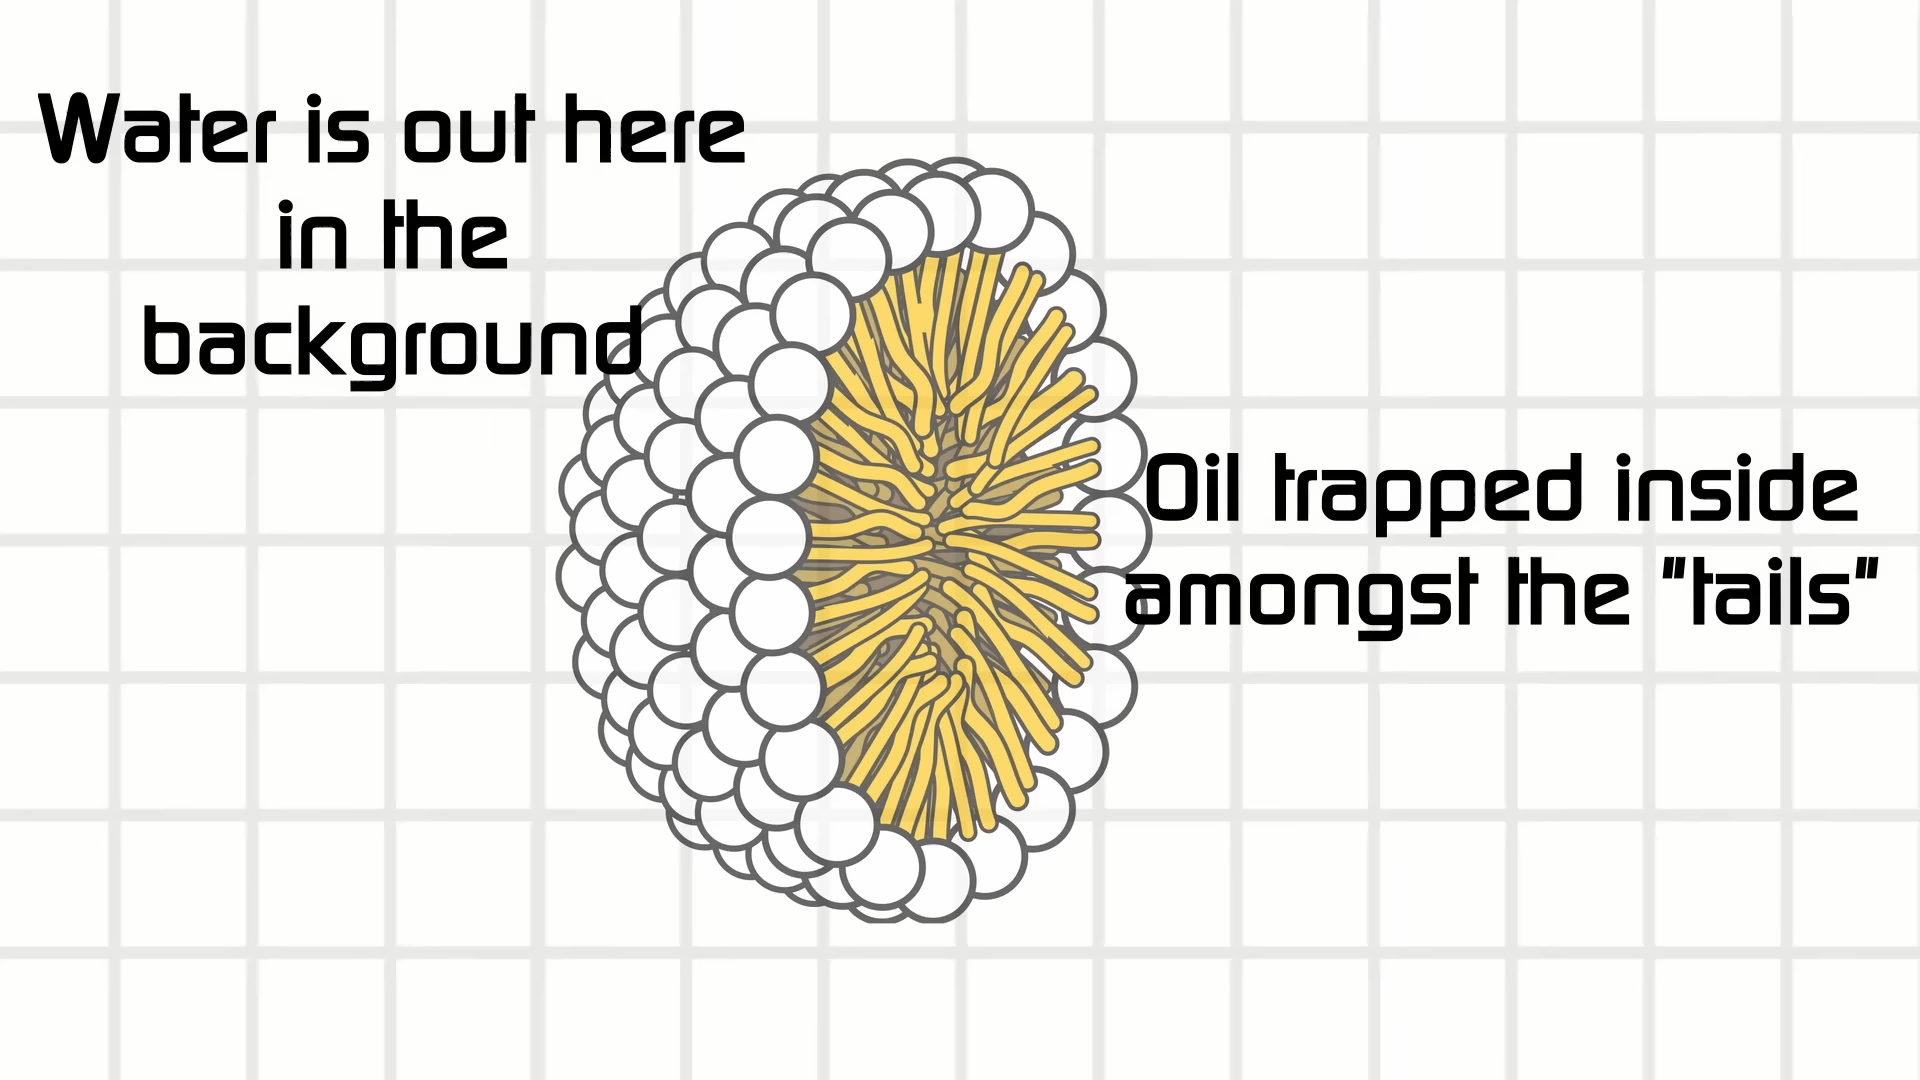 Water is out here
in the
background
Oil trapped inside
amongst the "tails"